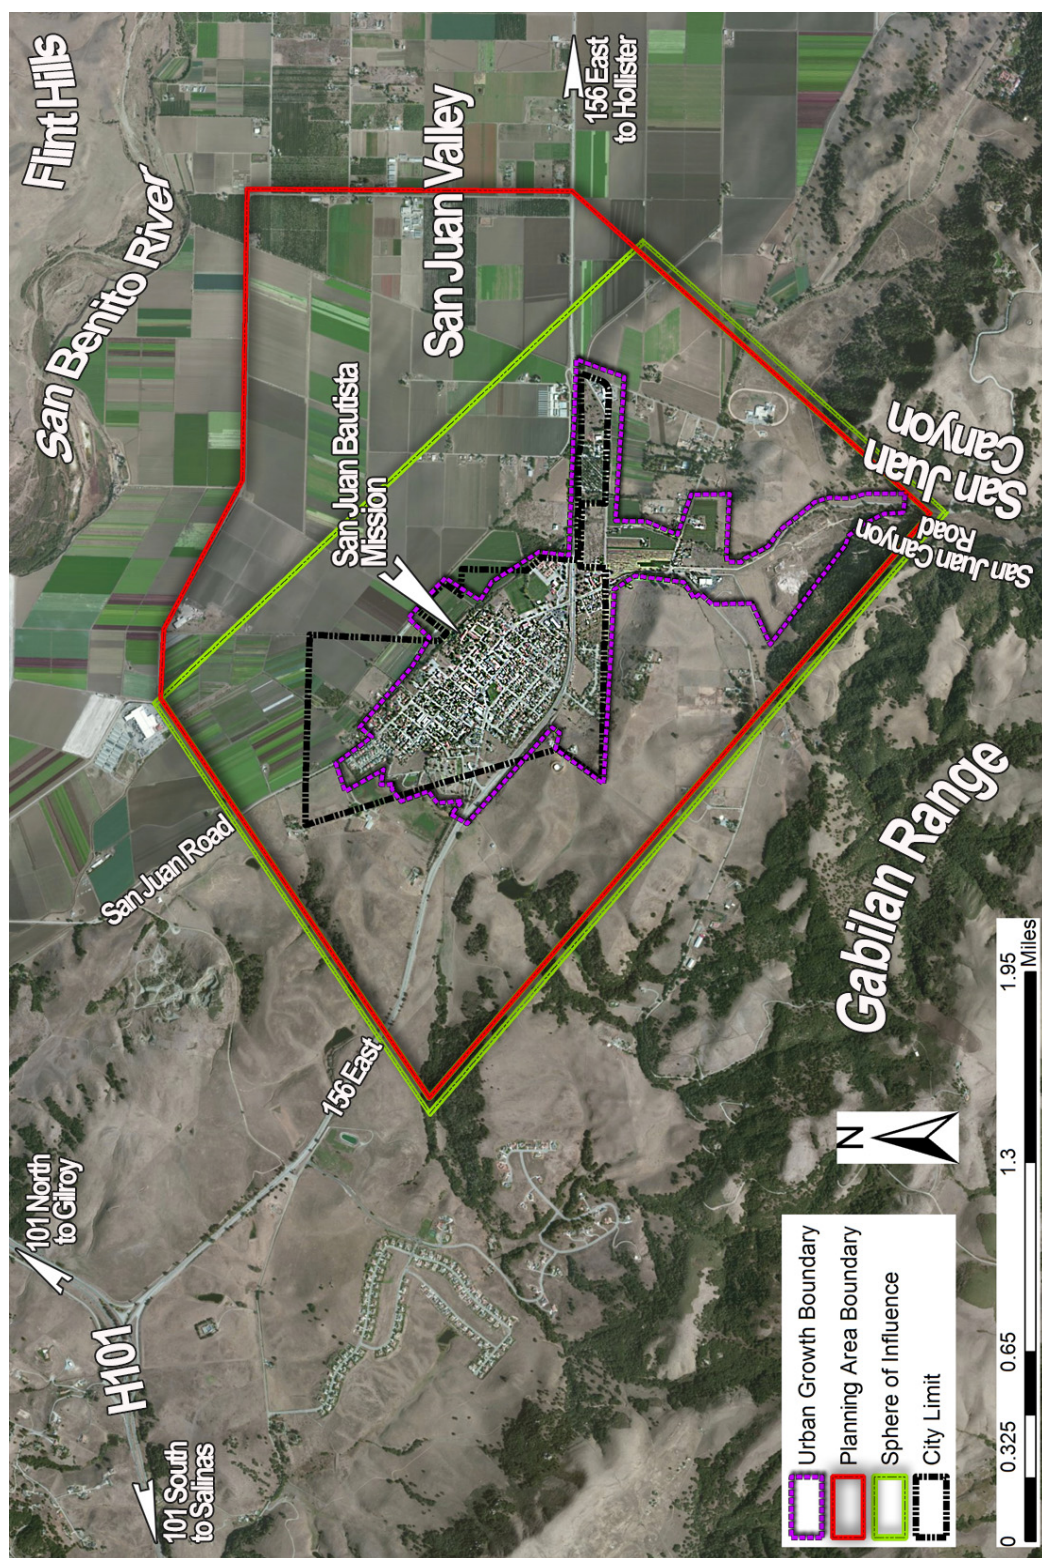 Flint Hills
San Benito River
San Juan Valley
156 East
to Hollister
San Juan Bautista
Mission
San Juan
Canyon
San Juan Canyon
Road
San Juan Road
Gabilan Range
156 East
101 North
to Gilroy
H101
101 South
to Salinas
N
Urban Growth Boundary
Planning Area Boundary
Sphere of Influence
City Limit
0 0.325 0.65 1.3 1.95
Miles